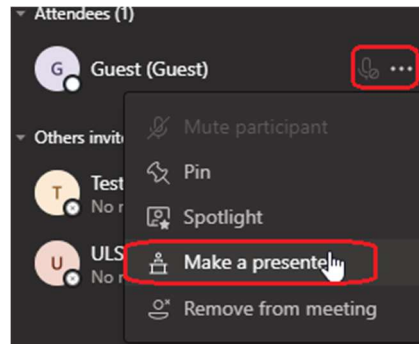 Attendees (1)
G Guest (Guest)
Mute participant
Others invit
Pin
T Test
No r
Spotlight
ULS
U
Make a presente
No r
Remove from meeting